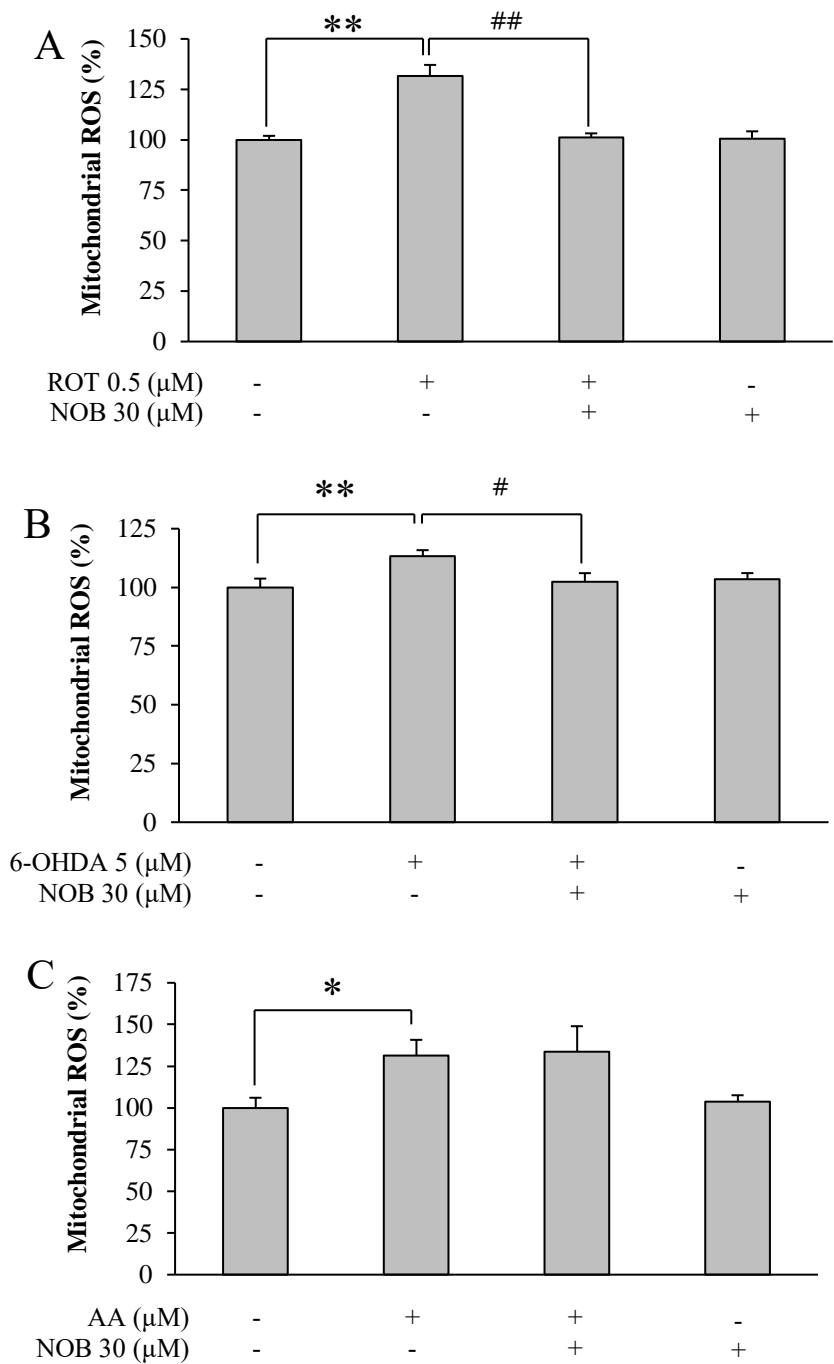 A
**
##
Mitochondrial ROS (%)
150
125
100
75
50
25
0
ROT 0.5 (μM) - + + -
NOB 30 (μM) - - + +
B
**
#
Mitochondrial ROS (%)
125
100
75
50
25
0
6-OHDA 5 (μM) - + + -
NOB 30 (μM) - - + +
C
*
Mitochondrial ROS (%)
175
150
125
100
75
50
25
0
AA (μM) - + + -
NOB 30 (μM) - - + +